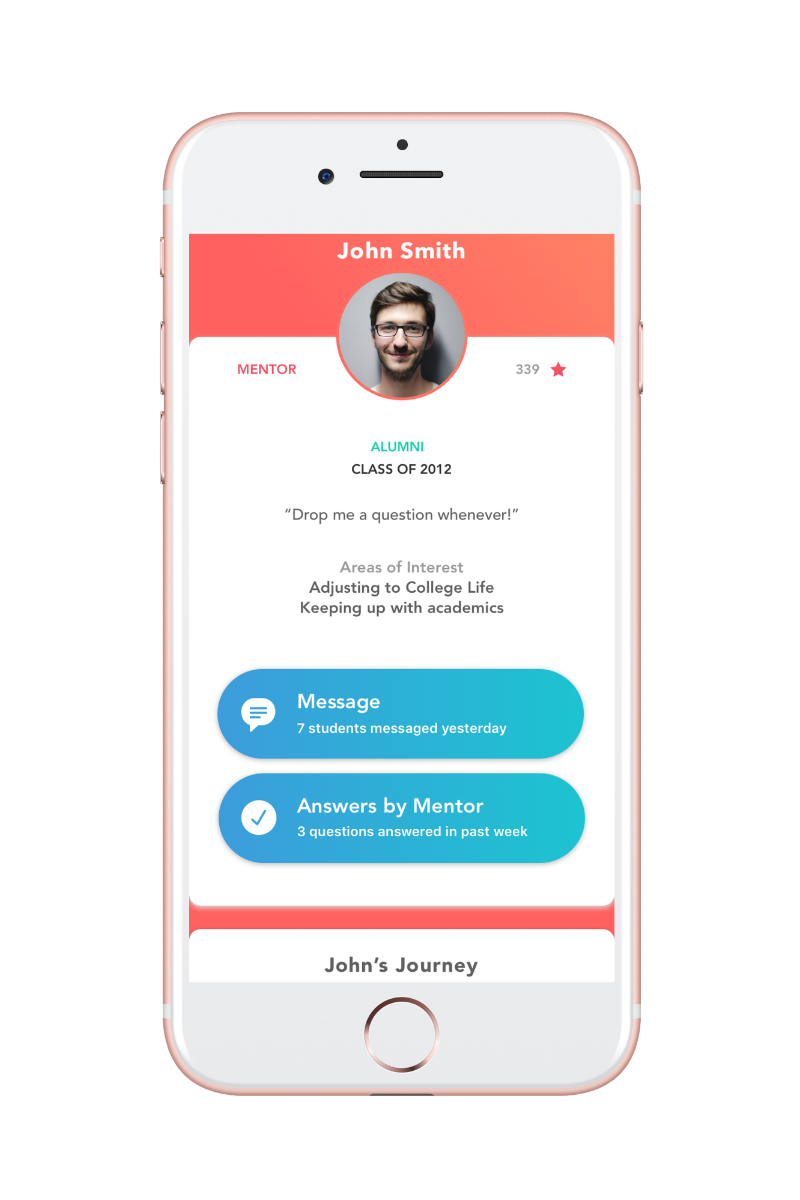 John Smith
MENTOR
339
ALUMNI
CLASS OF 2012
“Drop me a question whenever!”
Areas of Interest
Adjusting to College Life
Keeping up with academics
Message
7 students messaged yesterday
Answers by Mentor
3 questions answered in past week
John’s Journey